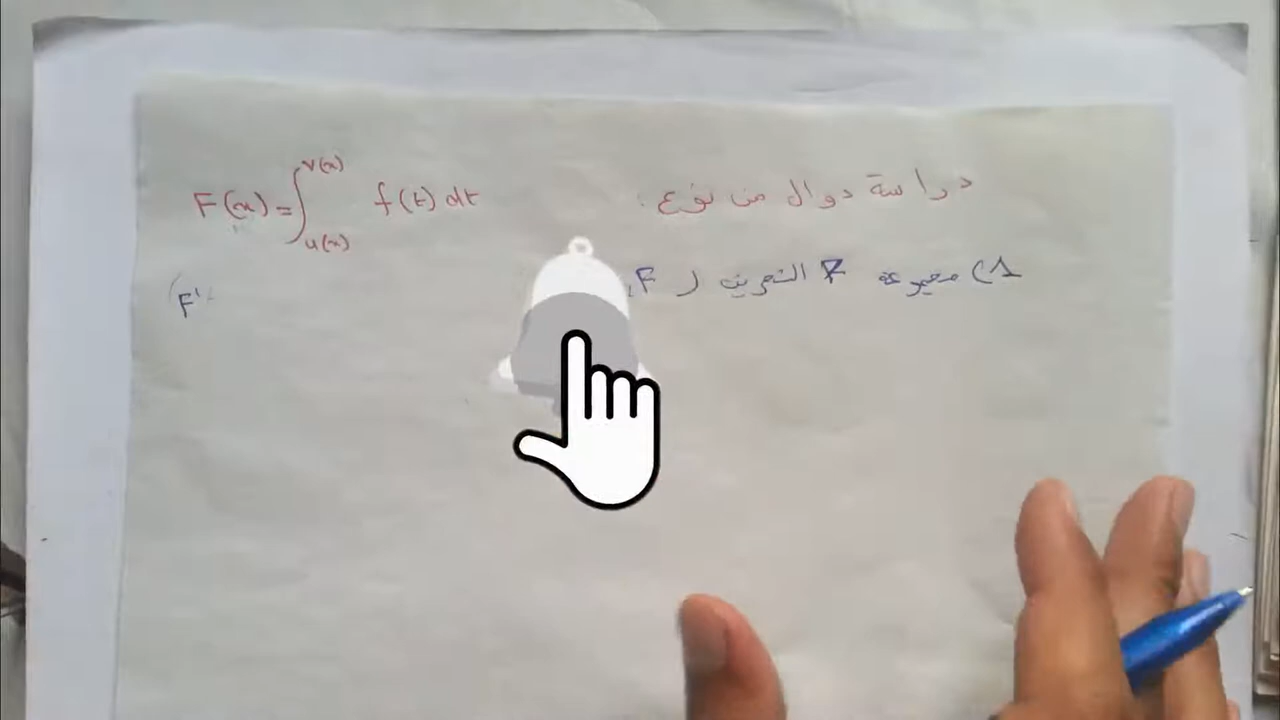 دراسة دوال من نوع : F(x) = ∫_{u(x)}^{v(x)} f(t) dt
1) مجموعة التعريف ل F
F'